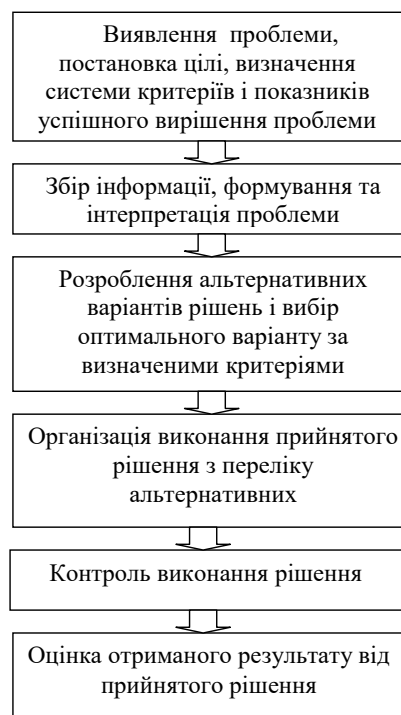 Виявлення проблеми,
постановка цілі, визначення
системи критеріїв і показників
успішного вирішення проблеми
Збір інформації, формування та
інтерпретація проблеми
Розроблення альтернативних
варіантів рішень і вибір
оптимального варіанту за
визначеними критеріями
Організація виконання прийнятого
рішення з переліку
альтернативних
Контроль виконання рішення
Оцінка отриманого результату від
прийнятого рішення